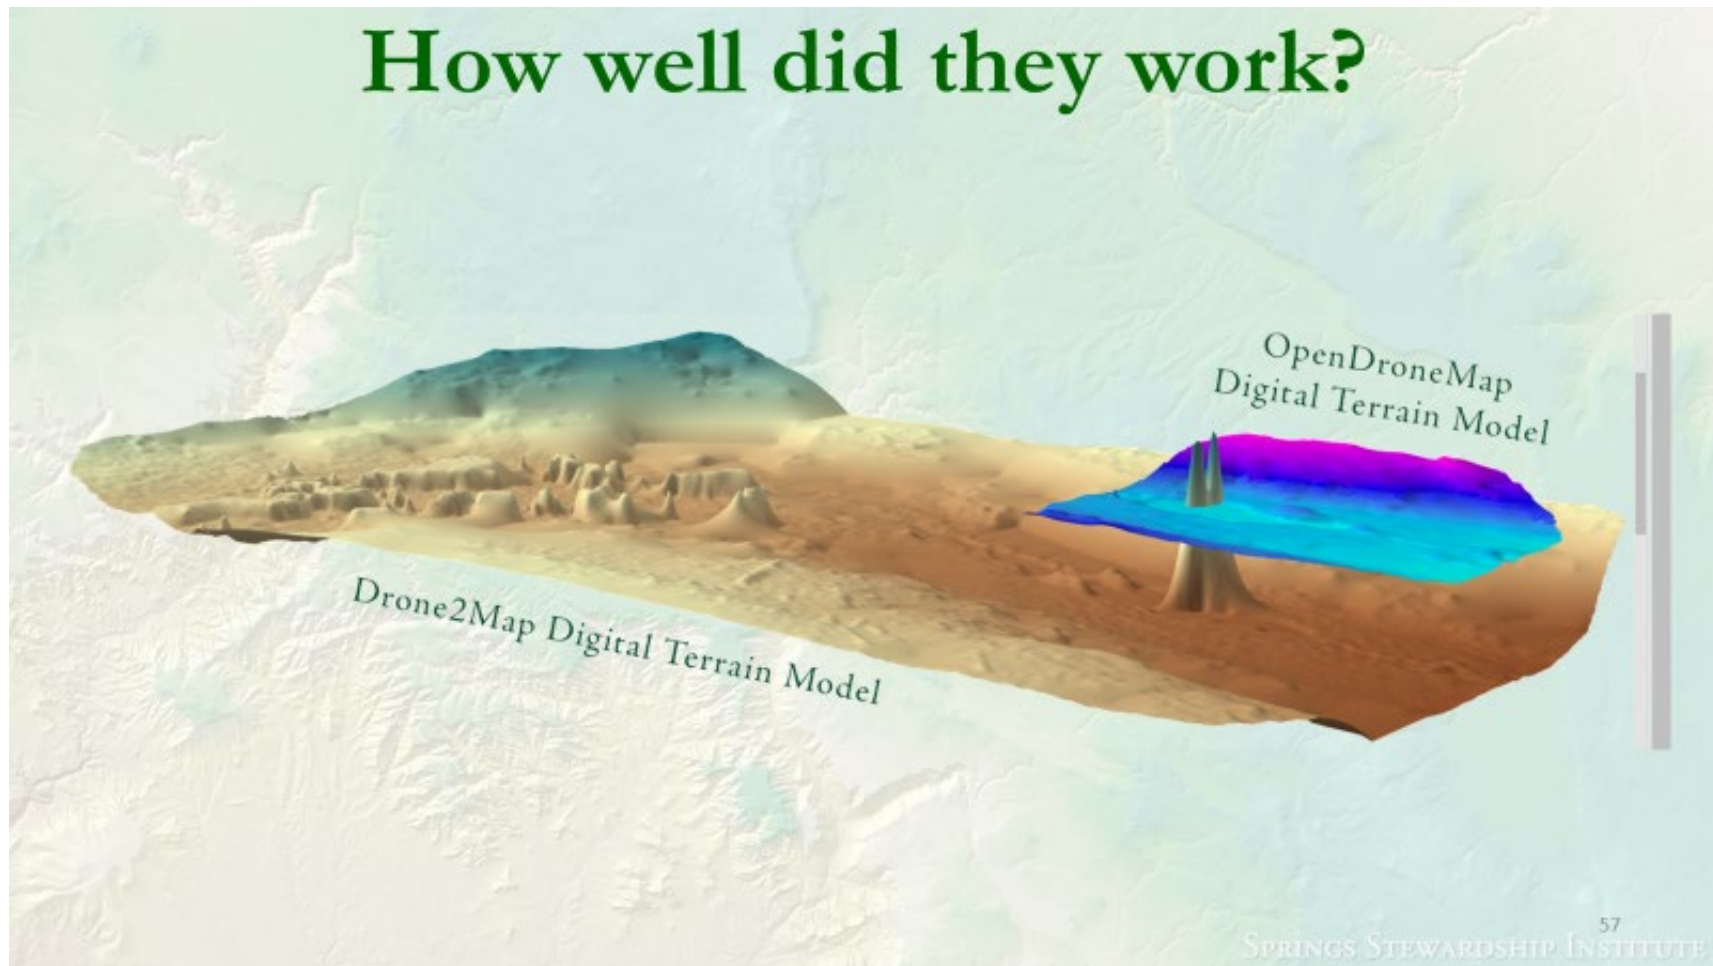 How well did they work?
OpenDroneMap
Digital Terrain Model
Drone2Map Digital Terrain Model
57
SPRINGS STEWARDSHIP INSTITUTE